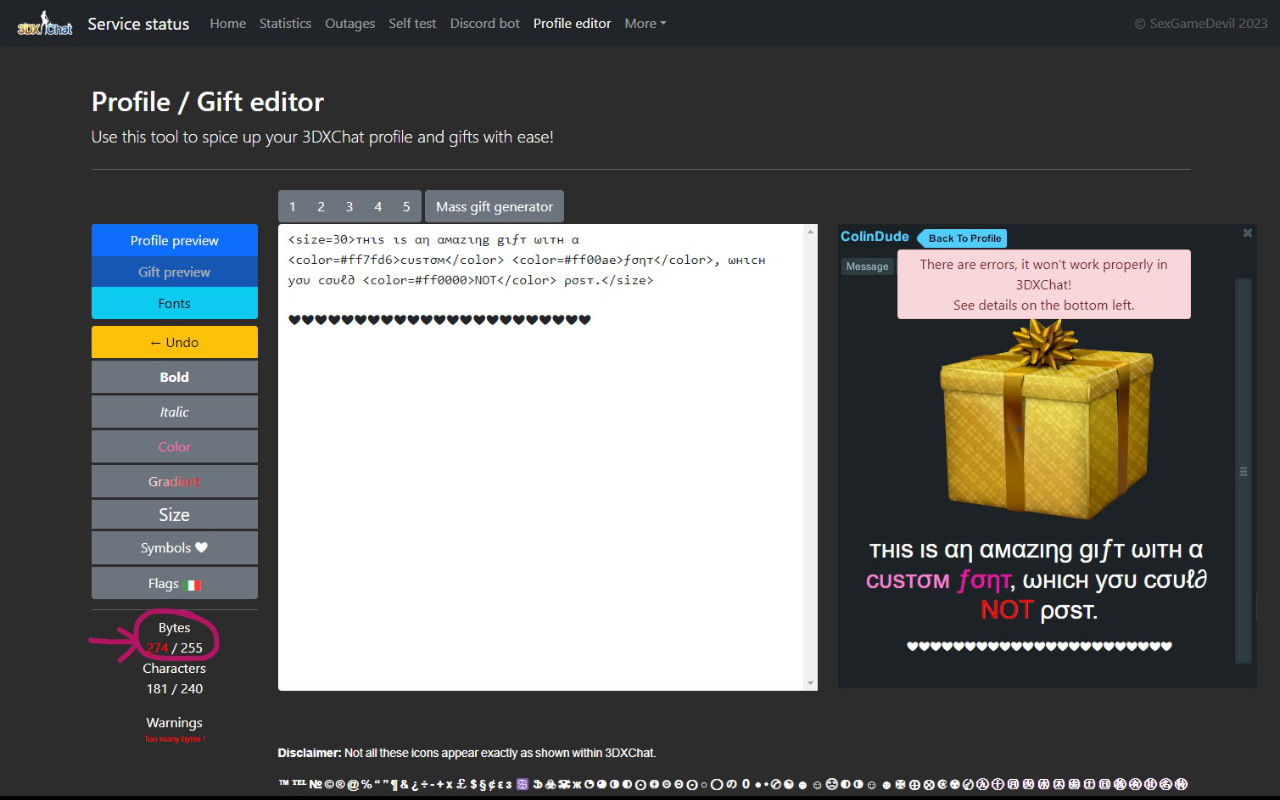 3DXChat Service status Home Statistics Outages Self test Discord bot Profile editor More © SexGameDevil 2023
Profile / Gift editor
Use this tool to spice up your 3DXChat profile and gifts with ease!
1 2 3 4 5 Mass gift generator
Profile preview
Gift preview
Fonts
← Undo
Bold
Italic
Color
Gradient
Size
Symbols ♥
Flags
Bytes
274 / 255
Characters
181 / 240
Warnings
Too many bytes !
<size=30>тнιѕ ιѕ αη αмαzιηg gιƒт ωιтн α
<color=#ff7fd6>cυѕтσм</color> <color=#ff00ae>ƒσηт</color>, ωнιcн
уσυ cσυℓ∂ <color=#ff0000>NOT</color> ρσѕт.</size>
♥♥♥♥♥♥♥♥♥♥♥♥♥♥♥♥♥♥♥♥♥♥♥
ColinDude Back To Profile
Message
There are errors, it won't work properly in
3DXChat!
See details on the bottom left.
тнιѕ ιѕ αη αмαzιηg gιƒт ωιтн α
cυѕтσм ƒσηт, ωнιcн уσυ cσυℓ∂
NOT ρσѕт.
♥♥♥♥♥♥♥♥♥♥♥♥♥♥♥♥♥♥♥♥♥♥♥
Disclaimer: Not all these icons appear exactly as shown within 3DXChat.
™ ℡ № © ® @ % “ ” ¶ & ¿ ÷ - + x £ $ § ¢